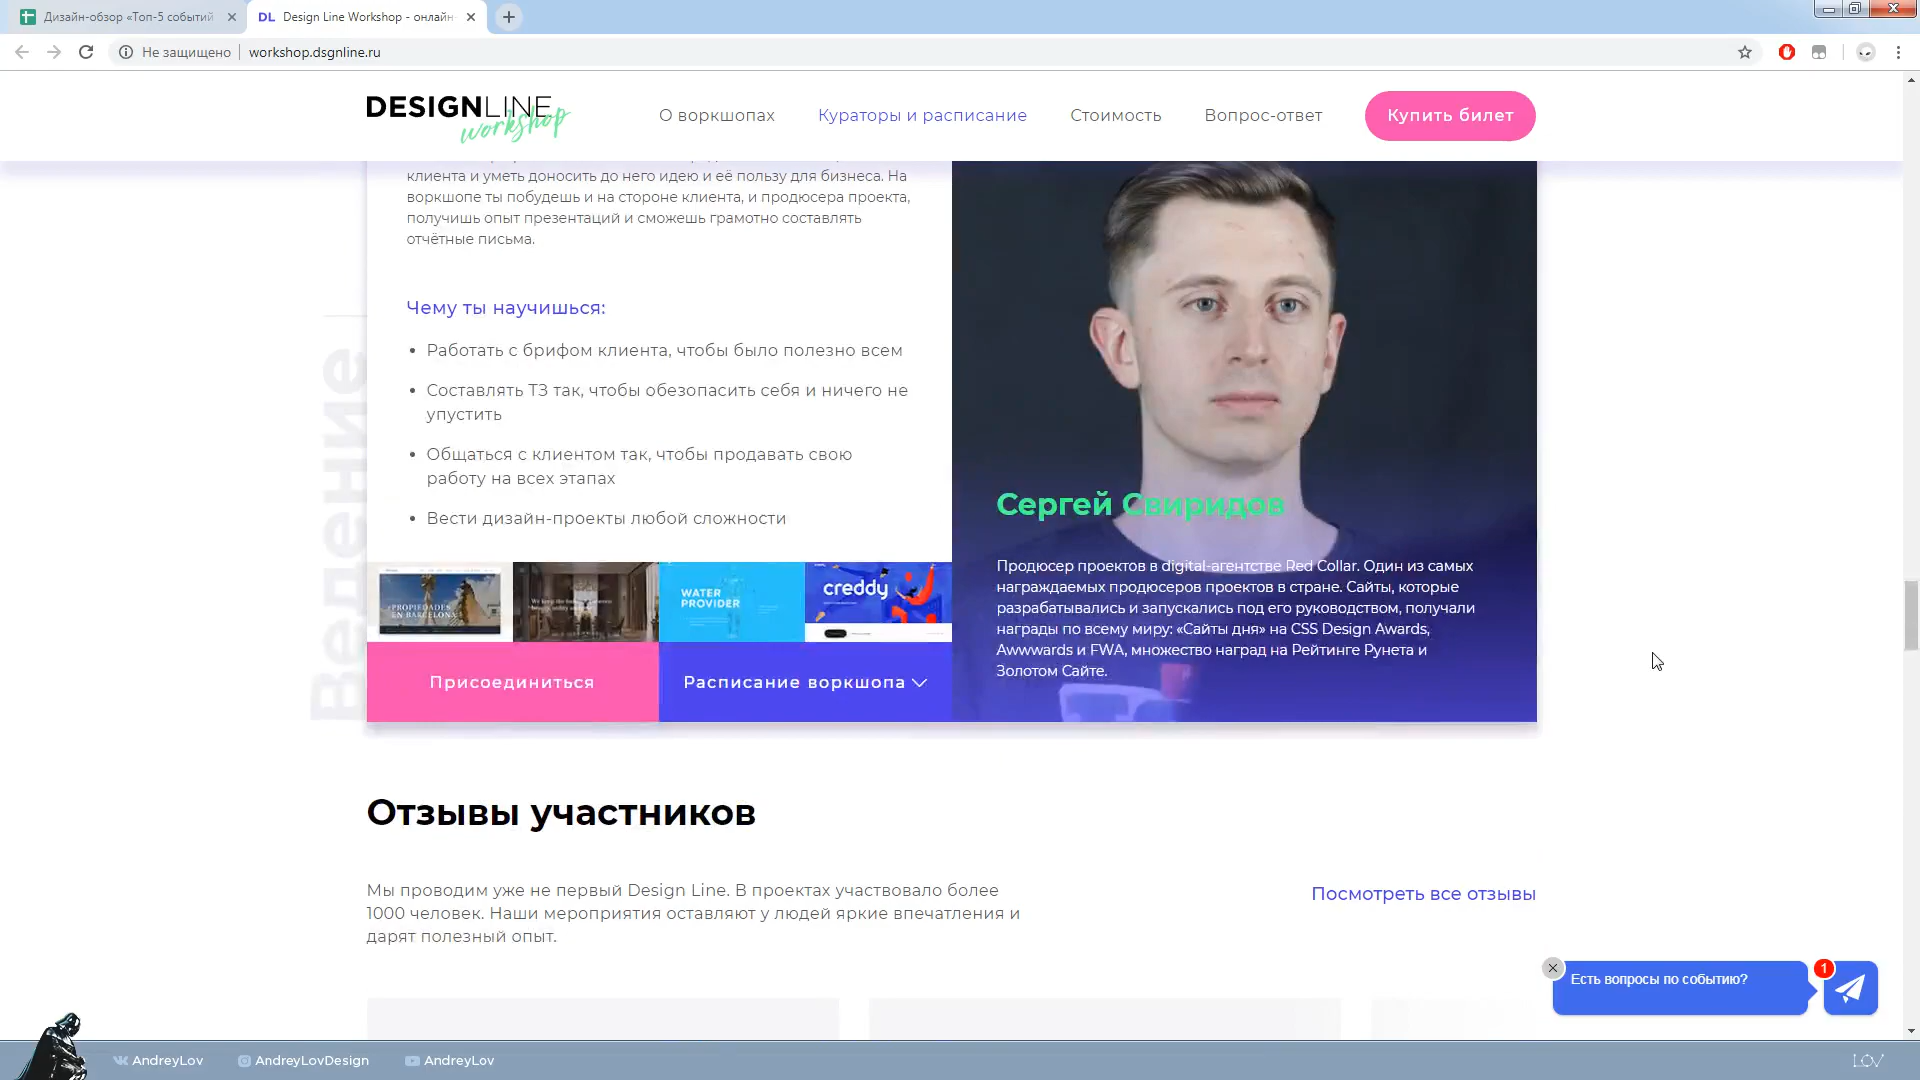 Дизайн-обзор «Топ-5 событий
DL Design Line Workshop - онлайн-
Не защищено workshop.dsgnline.ru
DESIGNLINE
workshop
О воркшопах
Кураторы и расписание
Стоимость
Вопрос-ответ
Купить билет
клиента и уметь доносить до него идею и её пользу для бизнеса. На
воркшопе ты побудешь и на стороне клиента, и продюсера проекта,
получишь опыт презентаций и сможешь грамотно составлять
отчётные письма.
Чему ты научишься:
• Работать с брифом клиента, чтобы было полезно всем
• Составлять ТЗ так, чтобы обезопасить себя и ничего не
упустить
• Общаться с клиентом так, чтобы продавать свою
работу на всех этапах
• Вести дизайн-проекты любой сложности
Ведение
PROPIEDADES
EN BARCELONA
WATER
PROVIDER
creddy
Присоединиться
Расписание воркшопа
Сергей Свиридов
Продюсер проектов в digital-агентстве Red Collar. Один из самых
награждаемых продюсеров проектов в стране. Сайты, которые
разрабатывались и запускались под его руководством, получали
награды по всему миру: «Сайты дня» на CSS Design Awards,
Awwwards и FWA, множество наград на Рейтинге Рунета и
Золотом Сайте.
Отзывы участников
Мы проводим уже не первый Design Line. В проектах участвовало более
1000 человек. Наши мероприятия оставляют у людей яркие впечатления и
дарят полезный опыт.
Посмотреть все отзывы
Есть вопросы по событию?
1
AndreyLov
AndreyLovDesign
AndreyLov
LOV